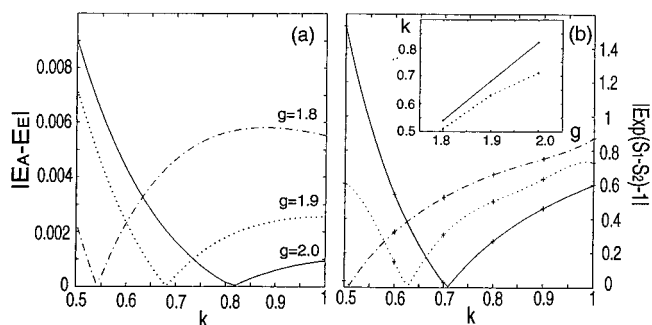 |EA-EE|
0.008
0.006
0.004
0.002
0
(a)
g=1.8
g=1.9
g=2.0
0.5 0.6 0.7 0.8 0.9 1
k
(b)
k
0.8
0.7
0.6
0.5
1.8 1.9 2.0
g
0.5 0.6 0.7 0.8 0.9 1
k
1.4
1.2
1
0.8
0.6
0.4
0.2
0
|Exp(S1-S2)-1|